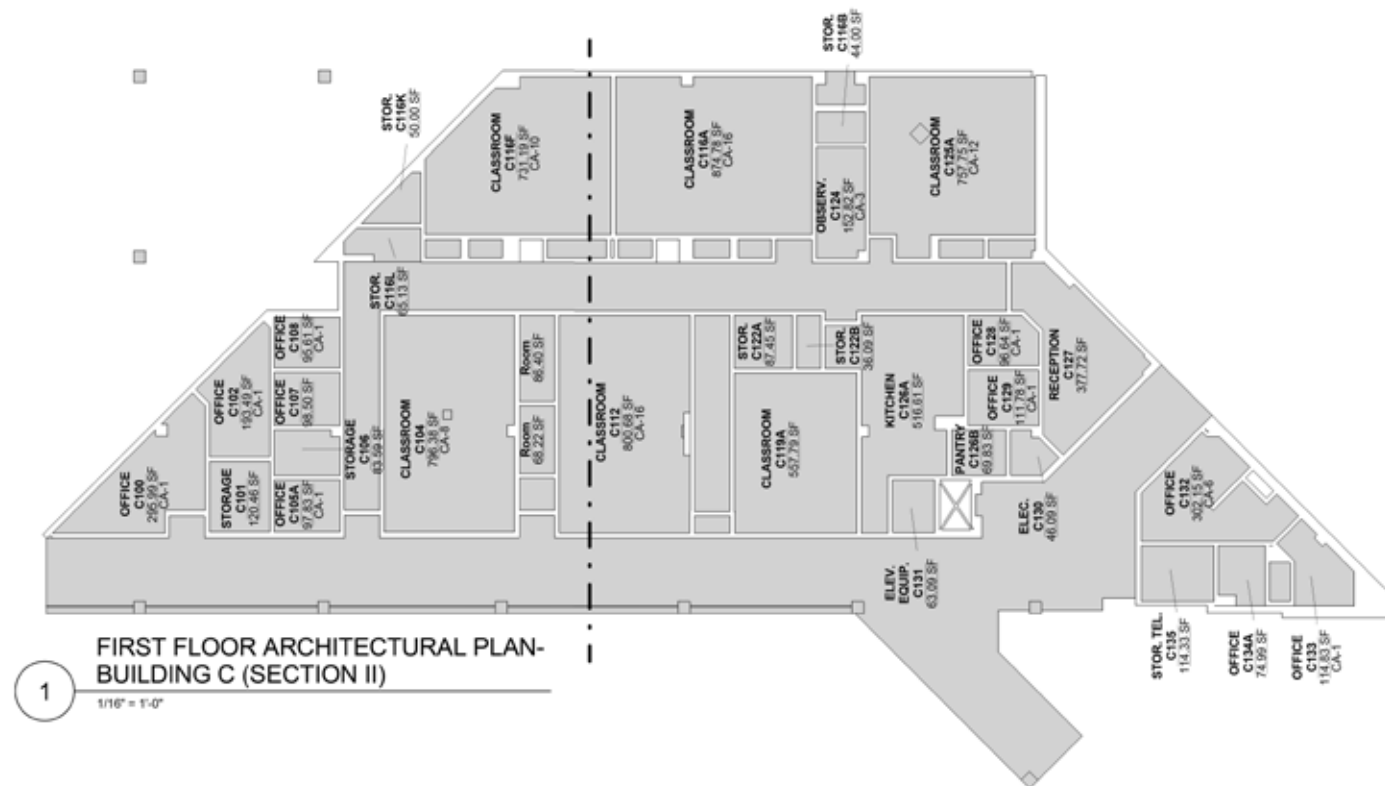 STOR.
C116B
44.00 SF
STOR.
C116K
50.00 SF
CLASSROOM
C116F
731.19 SF
CA-10
CLASSROOM
C116A
874.78 SF
CA-16
OBSERV.
C124
152.82 SF
CA-3
CLASSROOM
C125A
757.75 SF
CA-12
STOR.
C116L
65.13 SF
OFFICE
C108
95.61 SF
CA-1
OFFICE
C102
193.49 SF
CA-1
OFFICE
C107
98.50 SF
OFFICE
C100
295.99 SF
CA-1
STORAGE
C101
120.46 SF
OFFICE
C105A
97.83 SF
CA-1
STORAGE
C106
83.59 SF
CLASSROOM
C104
796.38 SF
CA-8
Room
86.40 SF
Room
68.22 SF
CLASSROOM
C112
800.68 SF
CA-16
STOR.
C122A
87.45 SF
STOR.
C122B
36.09 SF
CLASSROOM
C119A
557.79 SF
KITCHEN
C126A
516.61 SF
OFFICE
C128
96.64 SF
CA-1
OFFICE
C129
111.78 SF
CA-1
RECEPTION
C127
377.72 SF
PANTRY
C126B
69.83 SF
ELEC.
C130
46.09 SF
ELEV.
EQUIP.
C131
63.09 SF
OFFICE
C132
302.15 SF
CA-6
STOR. TEL.
C135
114.33 SF
OFFICE
C134A
74.99 SF
OFFICE
C133
114.83 SF
CA-1
1
FIRST FLOOR ARCHITECTURAL PLAN-
BUILDING C (SECTION II)
1/16" = 1'-0"